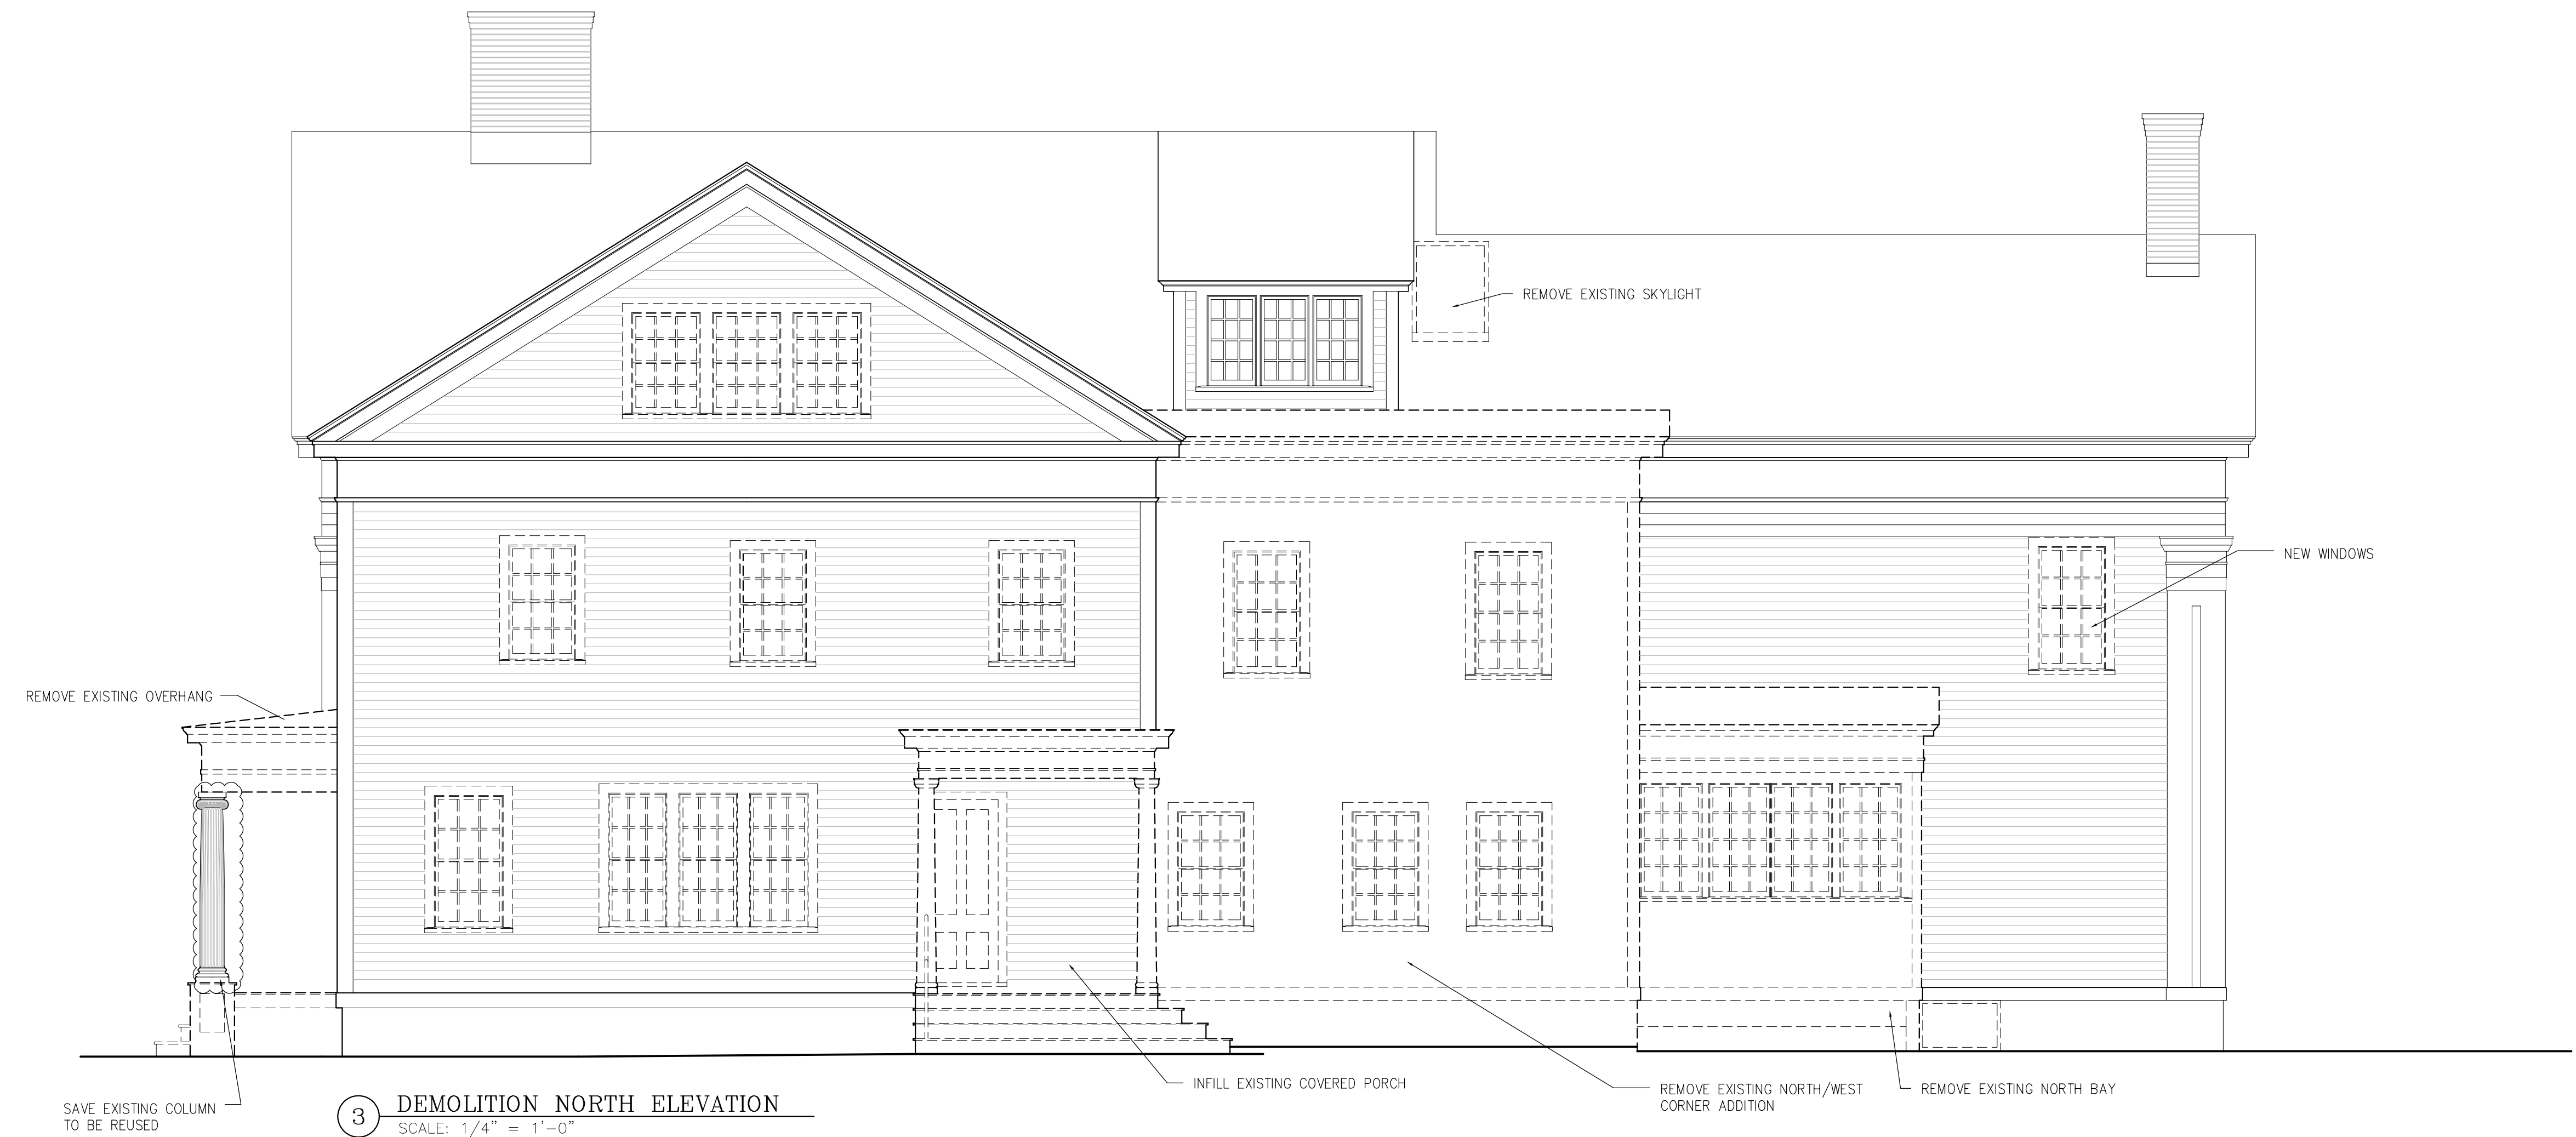 REMOVE EXISTING SKYLIGHT
NEW WINDOWS
REMOVE EXISTING OVERHANG
INFILL EXISTING COVERED PORCH
REMOVE EXISTING NORTH/WEST
CORNER ADDITION
REMOVE EXISTING NORTH BAY
SAVE EXISTING COLUMN
TO BE REUSED
3
DEMOLITION NORTH ELEVATION
SCALE: 1/4" = 1'-0"